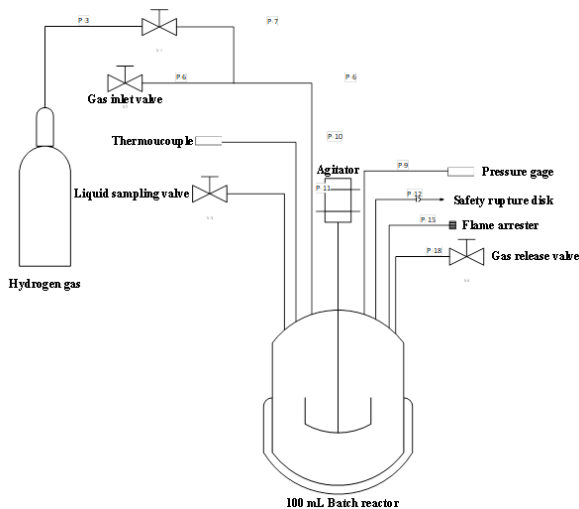 P 3
P 7
P 6
P 6
Gas inlet valve
P 10
Thermoucouple
Agitator
P 9
Pressure gage
P 11
Liquid sampling valve
P 12
Safety rupture disk
P 15
Flame arrester
P 18
Gas release valve
Hydrogen gas
100 mL Batch reactor